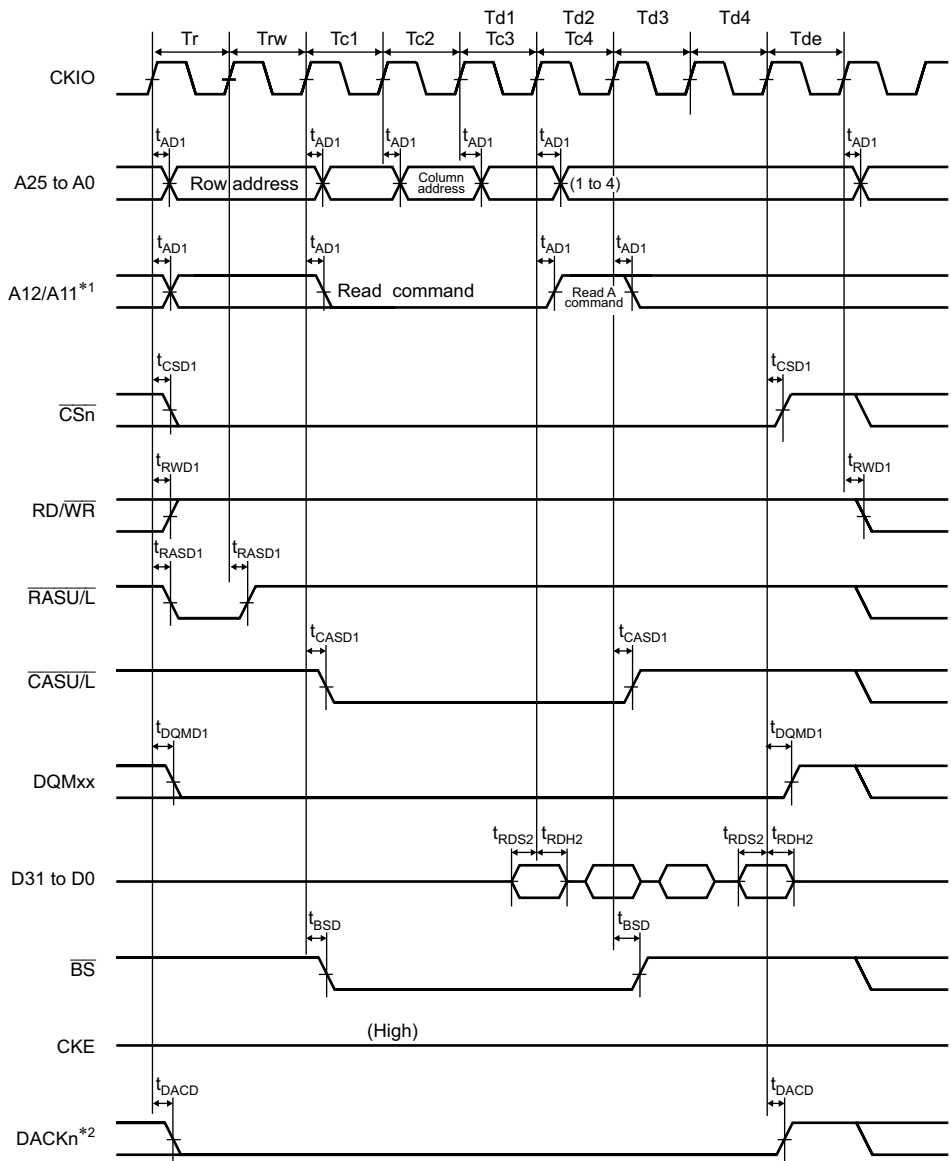 Td1 Td2 Td3 Td4
Tr Trw Tc1 Tc2 Tc3 Tc4 Tde
CKIO
tAD1 tAD1 tAD1 tAD1 tAD1 tAD1
A25 to A0 Row address Column address (1 to 4)
tAD1 tAD1 tAD1 tAD1
A12/A11*1 Read command Read A command
tCSD1 tCSD1
CSn
tRWD1 tRWD1
RD/WR
tRASD1 tRASD1
RASU/L
tCASD1 tCASD1
CASU/L
tDQMD1 tDQMD1
DQMxx
tRDS2 tRDH2 tRDS2 tRDH2
D31 to D0
tBSD tBSD
BS
(High)
CKE
tDACD tDACD
DACKn*2